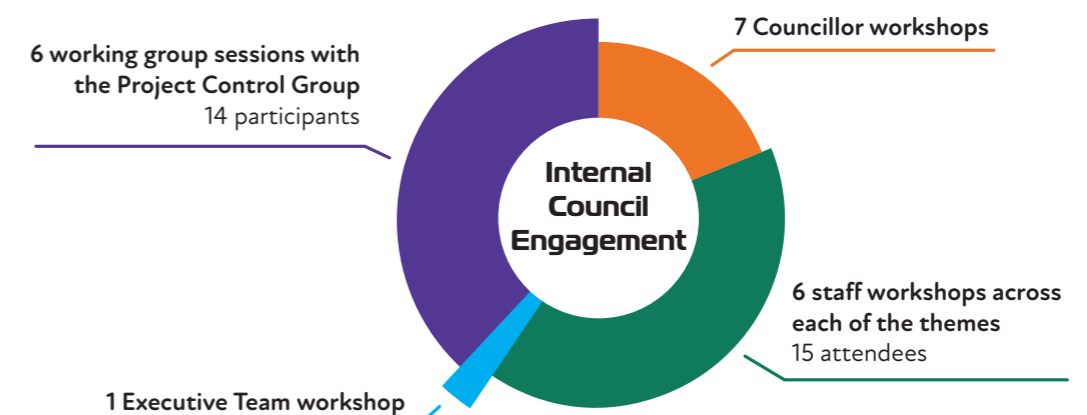 6 working group sessions with
the Project Control Group
14 participants
7 Councillor workshops
Internal
Council
Engagement
6 staff workshops across
each of the themes
15 attendees
1 Executive Team workshop